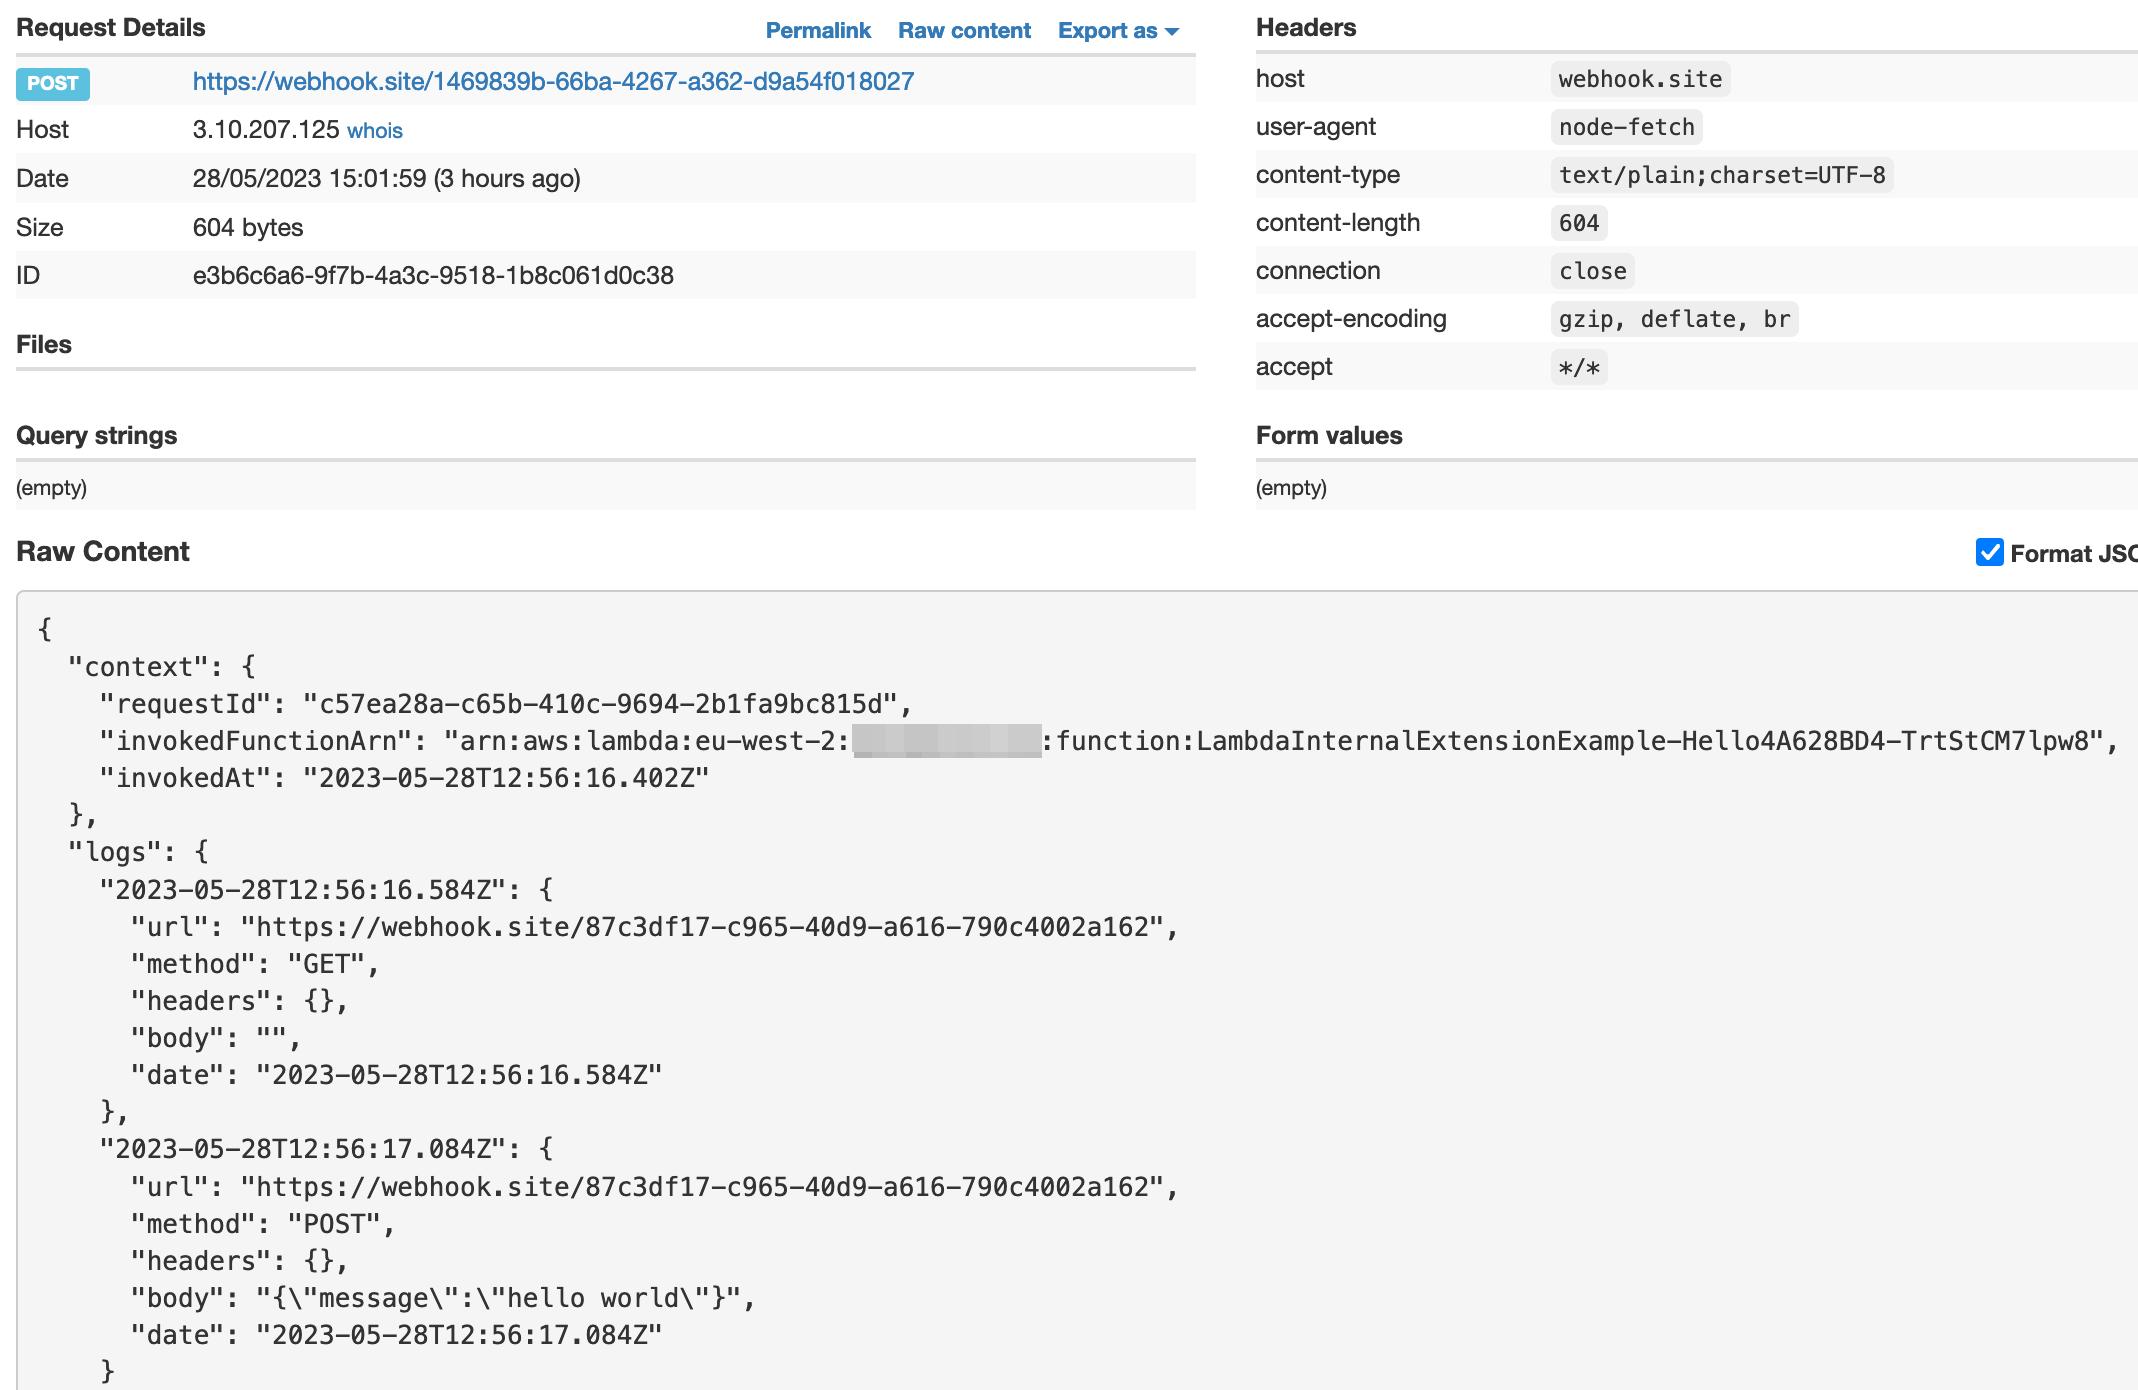 Request Details Permalink Raw content Export as
POST https://webhook.site/1469839b-66ba-4267-a362-d9a54f018027
Host 3.10.207.125 whois
Date 28/05/2023 15:01:59 (3 hours ago)
Size 604 bytes
ID e3b6c6a6-9f7b-4a3c-9518-1b8c061d0c38
Files
Query strings
(empty)
Headers
host webhook.site
user-agent node-fetch
content-type text/plain;charset=UTF-8
content-length 604
connection close
accept-encoding gzip, deflate, br
accept */*
Form values
(empty)
Raw Content
Format JSO
{
  "context": {
    "requestId": "c57ea28a-c65b-410c-9694-2b1fa9bc815d",
    "invokedFunctionArn": "arn:aws:lambda:eu-west-2::function:LambdaInternalExtensionExample-Hello4A628BD4-TrtStCM7lpw8",
    "invokedAt": "2023-05-28T12:56:16.402Z"
  },
  "logs": {
    "2023-05-28T12:56:16.584Z": {
      "url": "https://webhook.site/87c3df17-c965-40d9-a616-790c4002a162",
      "method": "GET",
      "headers": {},
      "body": "",
      "date": "2023-05-28T12:56:16.584Z"
    },
    "2023-05-28T12:56:17.084Z": {
      "url": "https://webhook.site/87c3df17-c965-40d9-a616-790c4002a162",
      "method": "POST",
      "headers": {},
      "body": "{\"message\":\"hello world\"}",
      "date": "2023-05-28T12:56:17.084Z"
    }